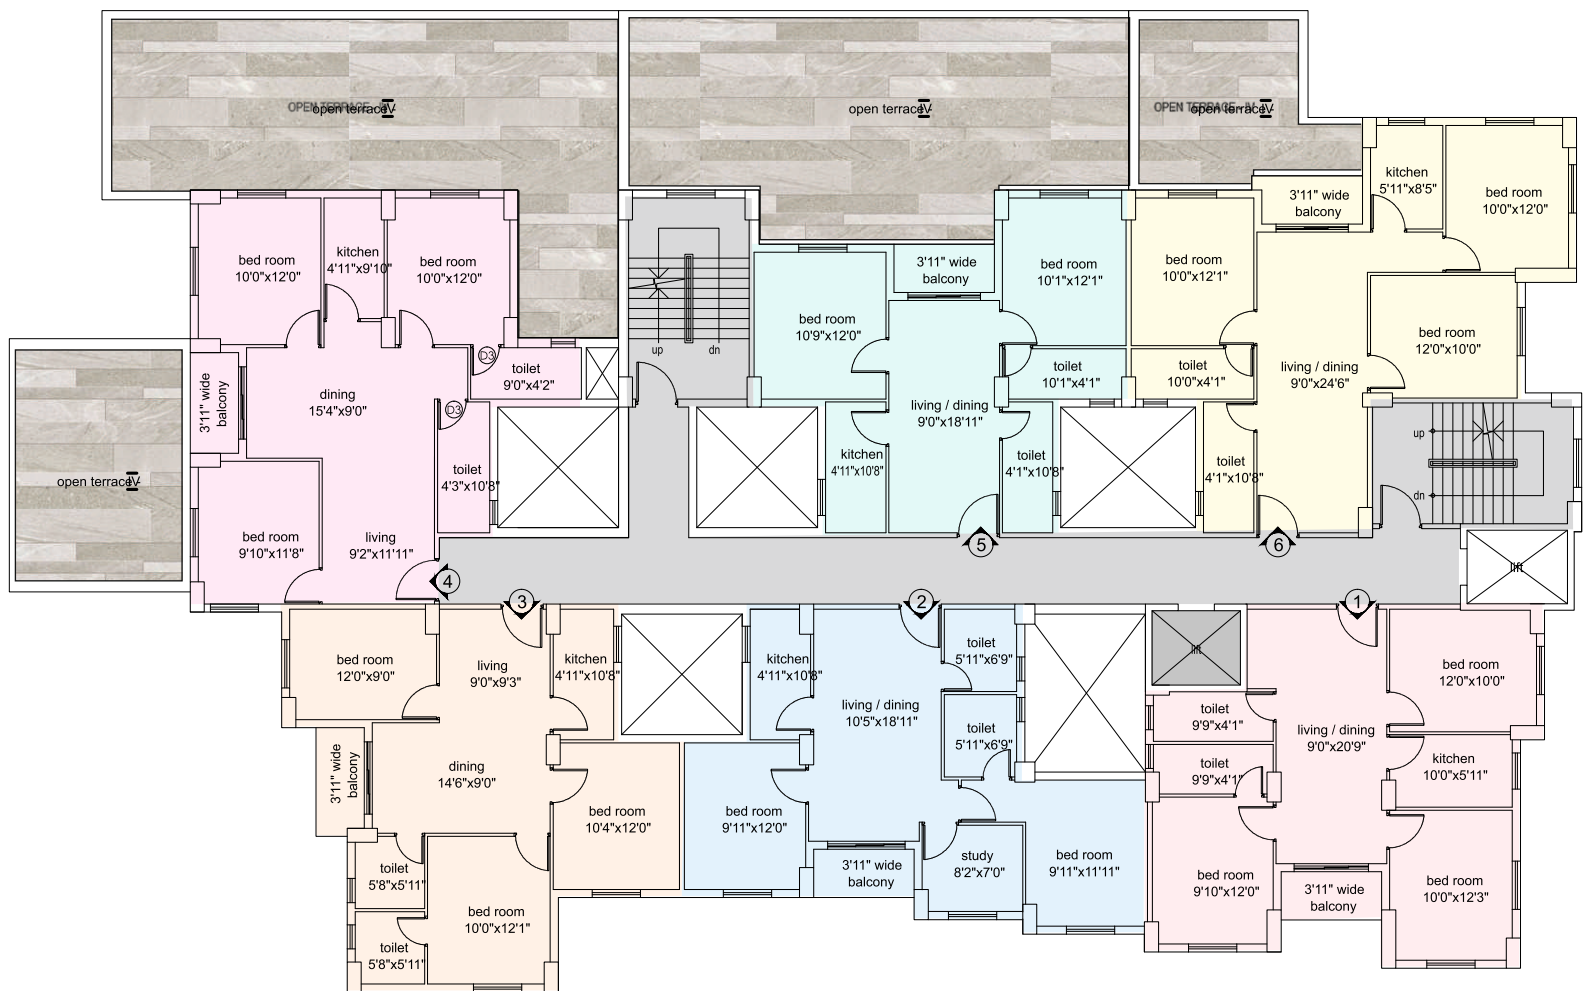 OPEN TERRACE - IV
open terrace-IV
open terrace-IV
OPEN TERRACE - IV
open terrace-IV
open terrace-IV
bed room
10'0"x12'0"
kitchen
4'11"x9'10"
bed room
10'0"x12'0"
D3
toilet
9'0"x4'2"
3'11" wide
balcony
dining
15'4"x9'0"
D3
toilet
4'3"x10'8"
bed room
9'10"x11'8"
living
9'2"x11'11"
4
up
dn
3'11" wide
balcony
bed room
10'9"x12'0"
bed room
10'1"x12'1"
toilet
10'1"x4'1"
living / dining
9'0"x18'11"
kitchen
4'11"x10'8"
toilet
4'1"x10'8"
5
bed room
10'0"x12'1"
3'11" wide
balcony
kitchen
5'11"x8'5"
bed room
10'0"x12'0"
bed room
12'0"x10'0"
living / dining
9'0"x24'6"
toilet
10'0"x4'1"
toilet
4'1"x10'8"
6
up
dn
lift
3
bed room
12'0"x9'0"
living
9'0"x9'3"
kitchen
4'11"x10'8"
3'11" wide
balcony
dining
14'6"x9'0"
bed room
10'4"x12'0"
toilet
5'8"x5'11"
toilet
5'8"x5'11"
bed room
10'0"x12'1"
2
kitchen
4'11"x10'8"
living / dining
10'5"x18'11"
toilet
5'11"x6'9"
toilet
5'11"x6'9"
bed room
9'11"x12'0"
3'11" wide
balcony
study
8'2"x7'0"
bed room
9'11"x11'11"
1
lift
bed room
12'0"x10'0"
toilet
9'9"x4'1"
living / dining
9'0"x20'9"
toilet
9'9"x4'1"
kitchen
10'0"x5'11"
bed room
9'10"x12'0"
3'11" wide
balcony
bed room
10'0"x12'3"